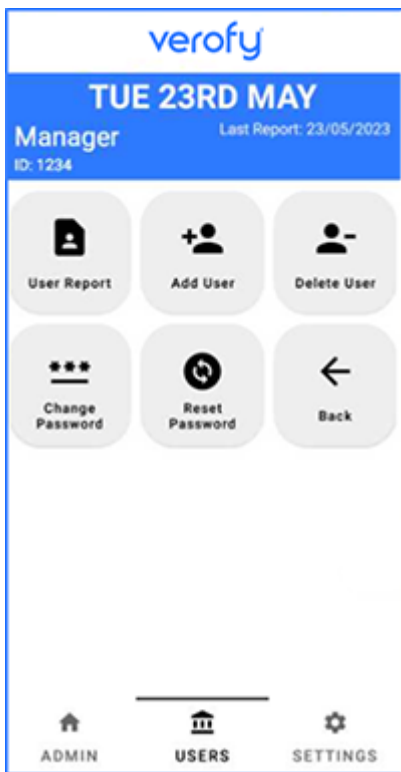 verofy
TUE 23RD MAY
Manager
Last Report: 23/05/2023
ID: 1234
User Report
Add User
Delete User
***
Change
Password
Reset
Password
Back
ADMIN
USERS
SETTINGS